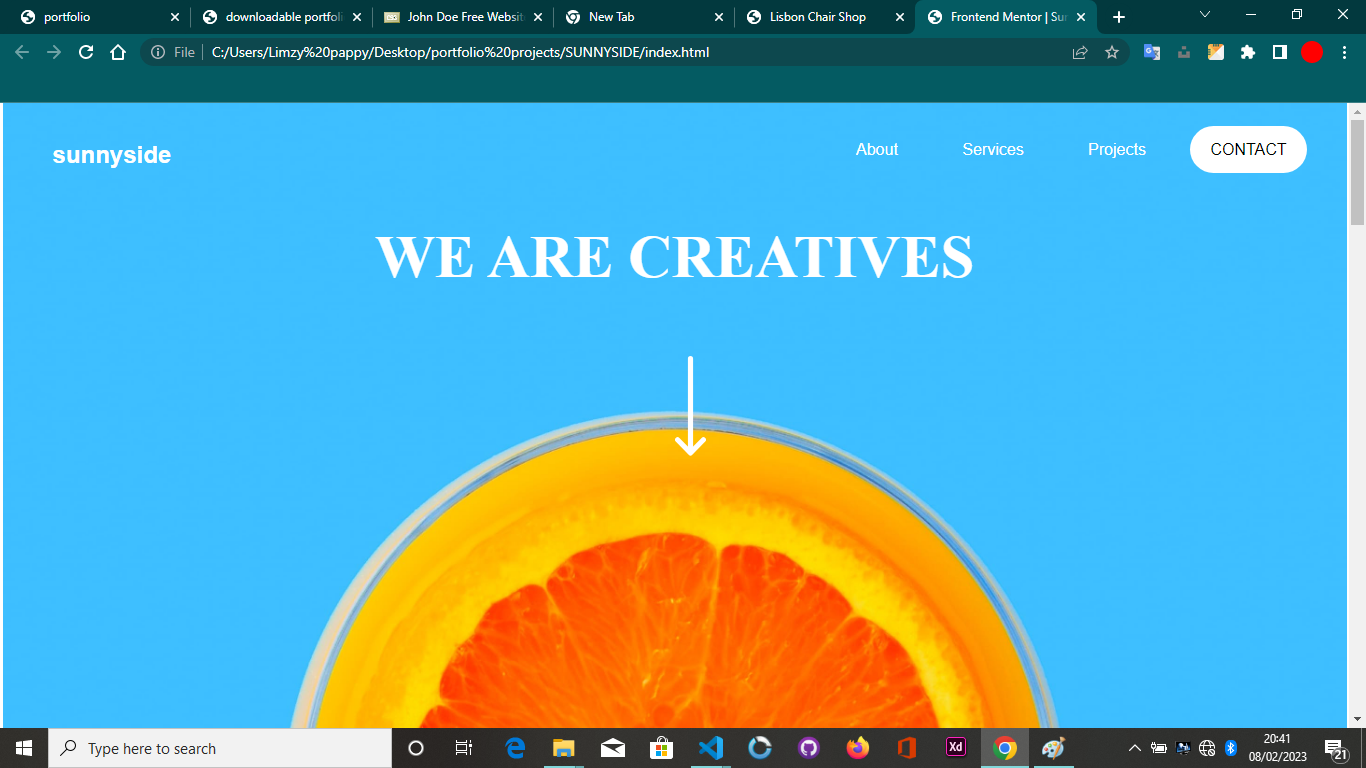 portfolio
downloadable portfoli
John Doe Free Websit
New Tab
Lisbon Chair Shop
Frontend Mentor | Su
File
C:/Users/Limzy%20pappy/Desktop/portfolio%20projects/SUNNYSIDE/index.html
sunnyside
About
Services
Projects
CONTACT
WE ARE CREATIVES
Type here to search
Xd
20:41
08/02/2023
21